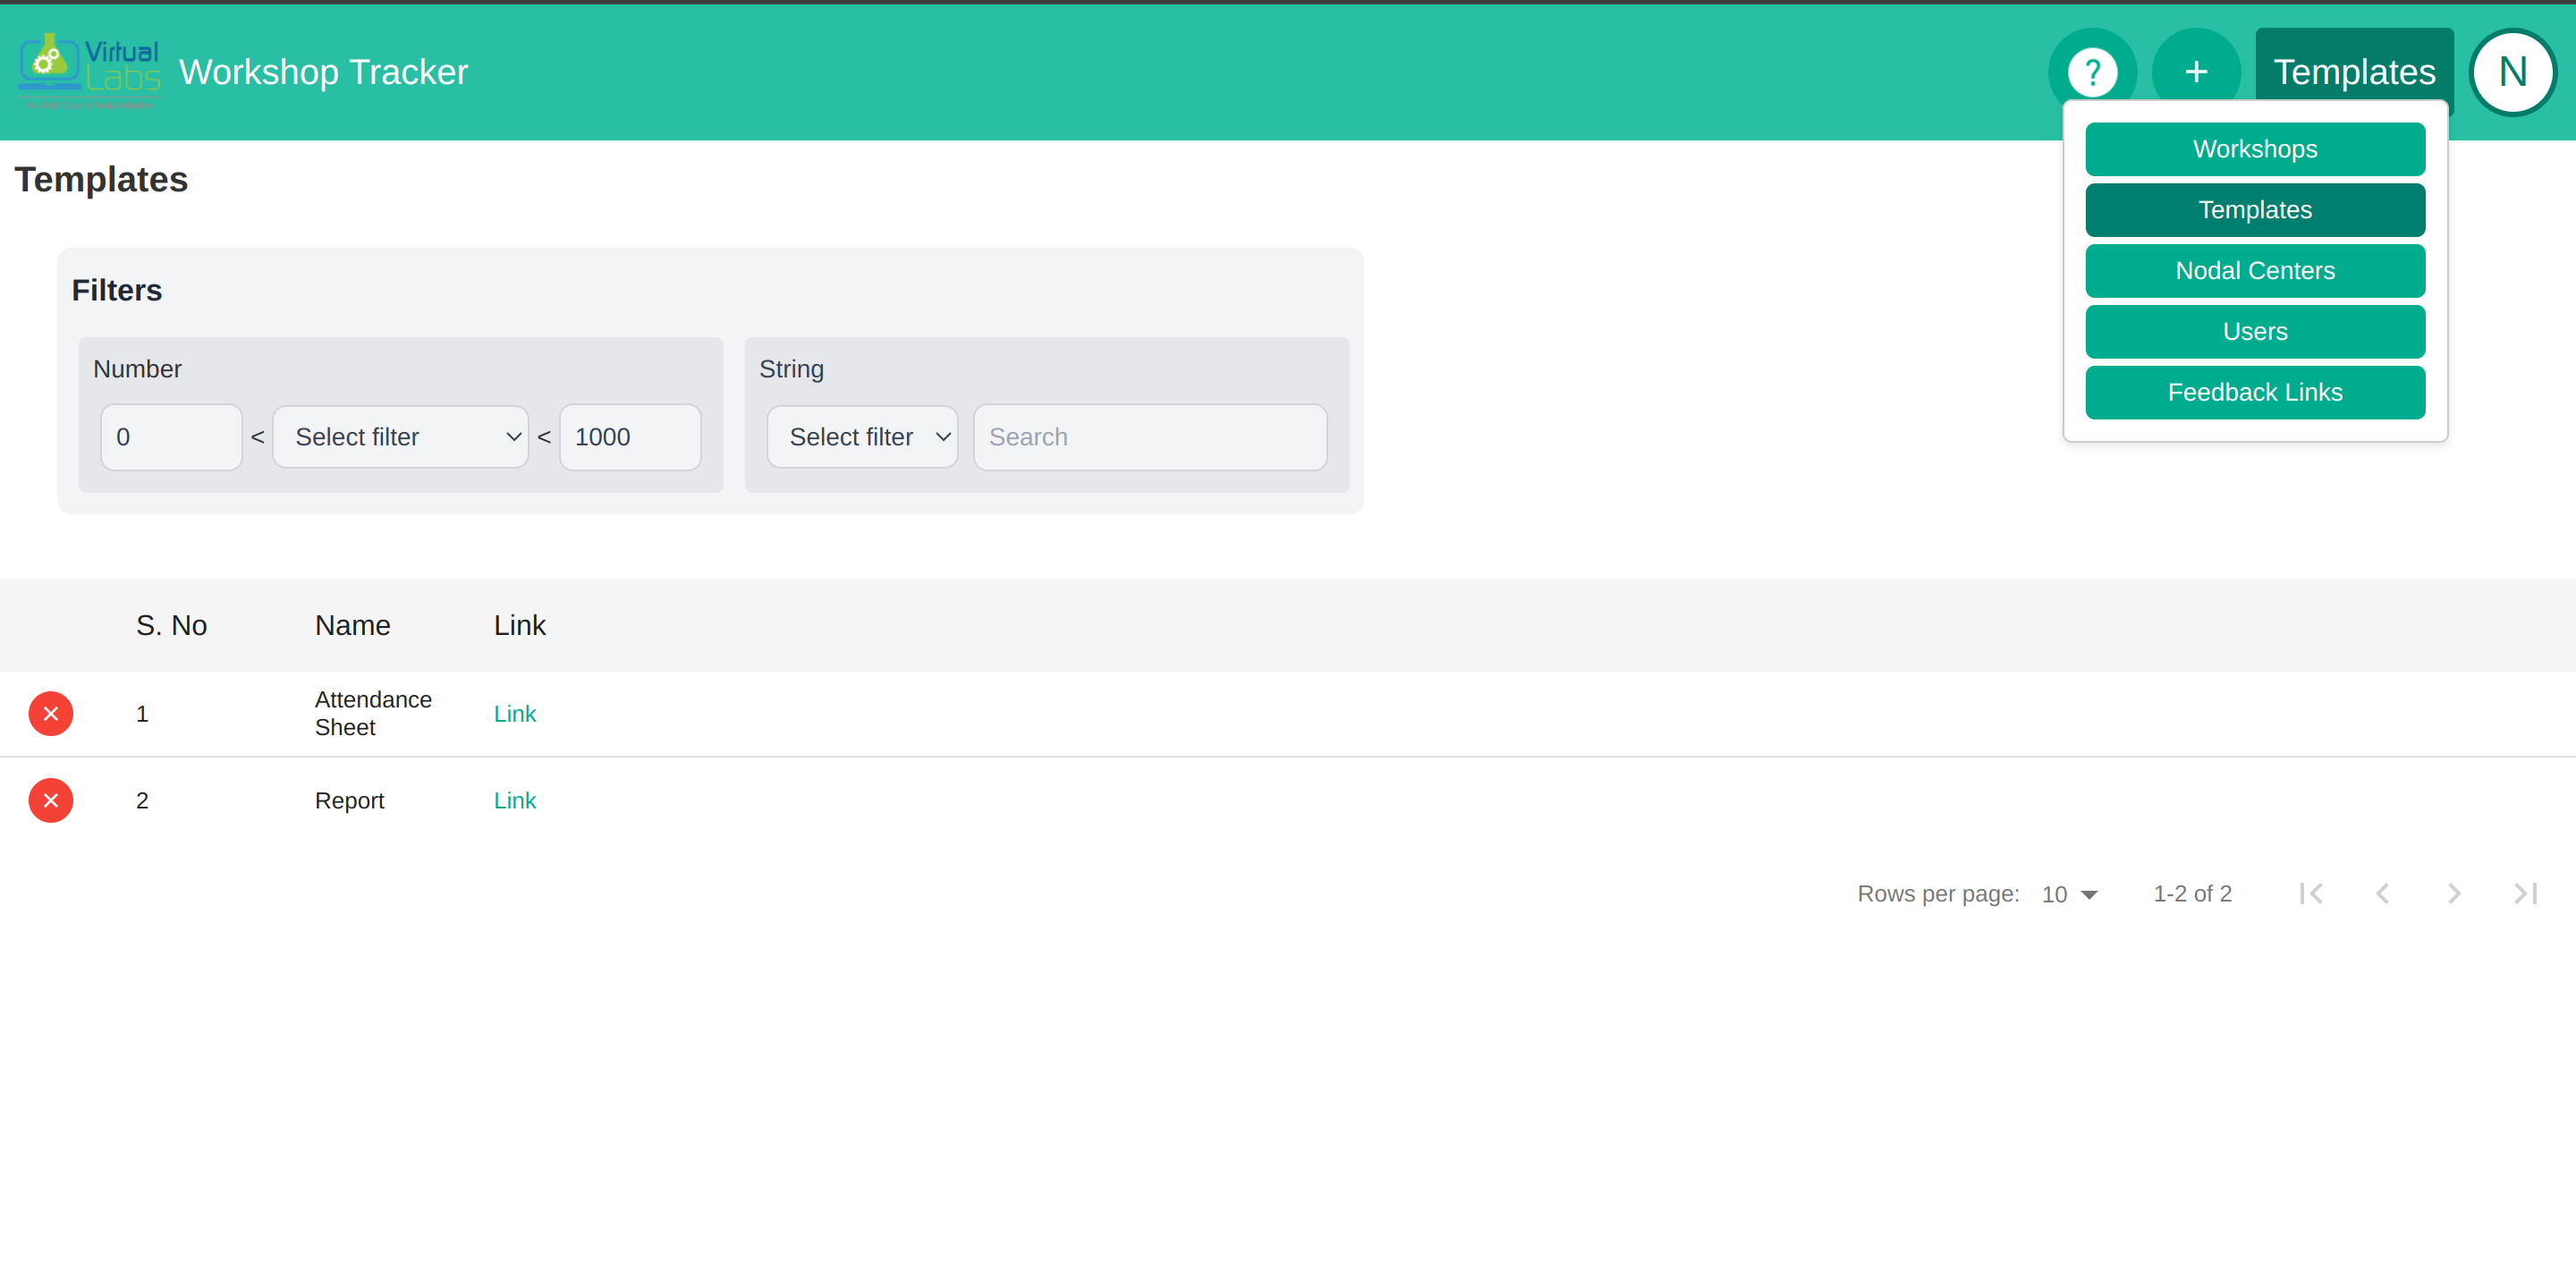 Virtual
Labs
Workshop Tracker
?
+
Templates
N
Workshops
Templates
Nodal Centers
Users
Feedback Links
Templates
Filters
Number
0 < Select filter < 1000
String
Select filter Search
S. No Name Link
1 Attendance Sheet Link
2 Report Link
Rows per page: 10 1-2 of 2